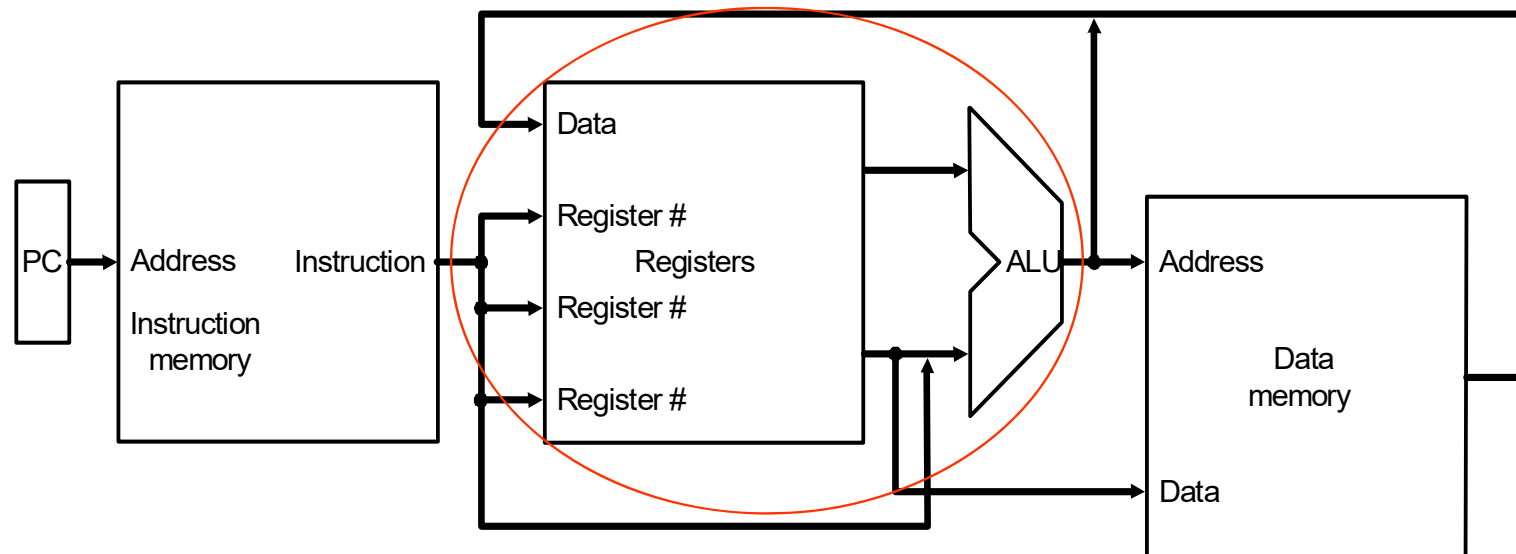 Data
Register #
PC
Address
Instruction
Registers
ALU
Address
Register #
Instruction
memory
Data
memory
Register #
Data